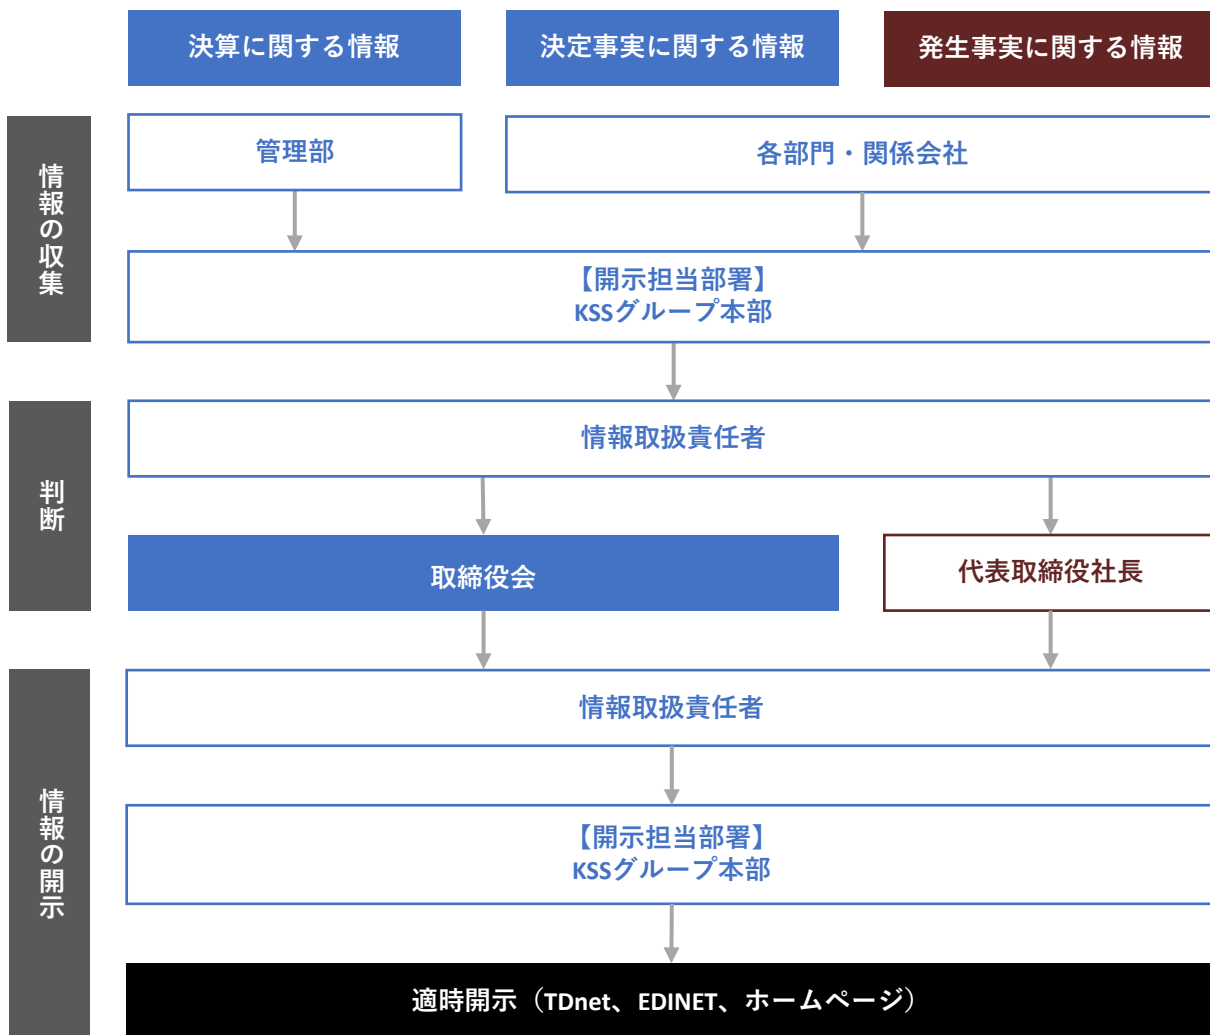 決算に関する情報
決定事実に関する情報
発生事実に関する情報
情報の収集
管理部
各部門・関係会社
【開示担当部署】
KSSグループ本部
判断
情報取扱責任者
取締役会
代表取締役社長
情報の開示
情報取扱責任者
【開示担当部署】
KSSグループ本部
適時開示（TDnet、EDINET、ホームページ）